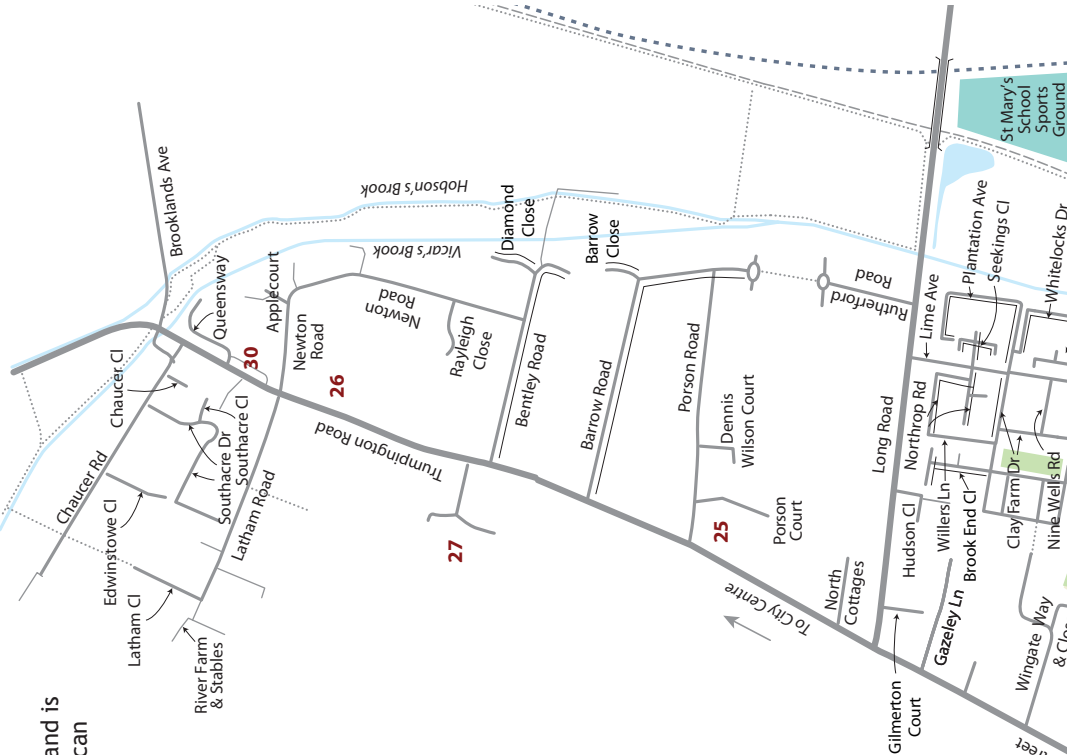 and is
can
Brooklands Ave
Hobson's Brook
Vicar's Brook
Diamond
Close
Barrow
Close
Queensway
Applecourt
30
Newton
Road
Newton
Road
26
Rayleigh
Close
Chaucer Cl
Chaucer Rd
Southacre Dr
Southacre Cl
Edwinstowe Cl
Latham Cl
Latham Road
River Farm
& Stables
Trumpington Road
27
Bentley Road
Barrow Road
Porson Road
Dennis
Wilson Court
25
Porson
Court
To City Centre
North
Cottages
Rutherford
Road
Long Road
St Mary's
School
Sports
Ground
Plantation Ave
Seekings Cl
Whitelocks Dr
Lime Ave
Northrop Rd
Hudson Cl
Willers Ln
Brook End Cl
Clay Farm Dr
Nine Wells Rd
Gazeley Ln
Wingate Way
& Clos
Gilmerton
Court
reet